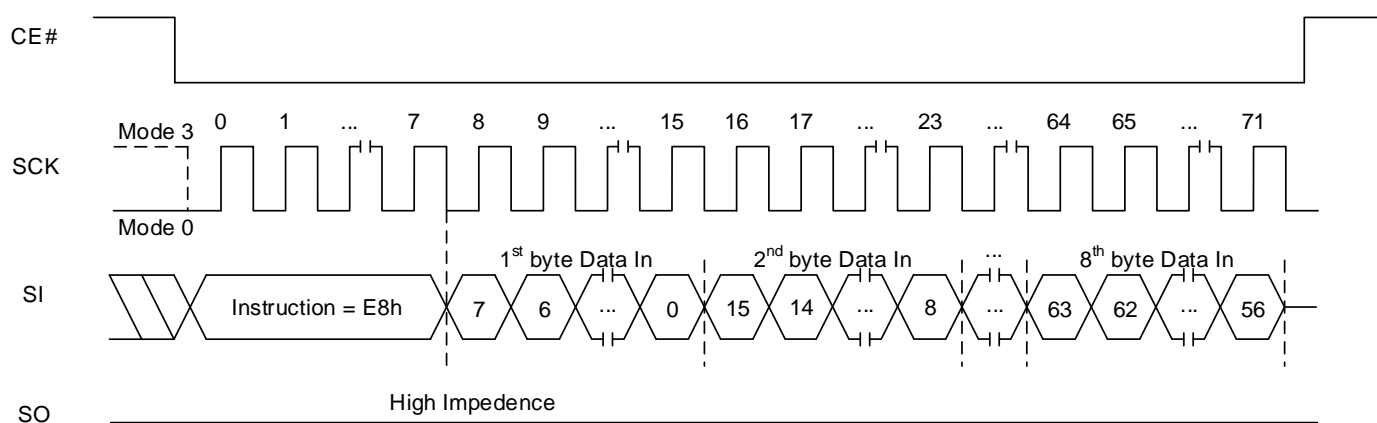 CE#
0 1 ... 7 8 9 ... 15 16 17 ... 23 ... 64 65 ... 71
Mode 3
SCK
Mode 0
1st byte Data In 2nd byte Data In ... 8th byte Data In
SI Instruction = E8h 7 6 ... 0 15 14 ... 8 ... 63 62 ... 56
High Impedence
SO